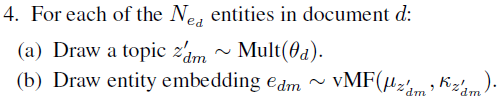 4. For each of the N_{e_d} entities in document d:
(a) Draw a topic z'_{dm} ∼ Mult(θ_d).
(b) Draw entity embedding e_{dm} ∼ vMF(μ_{z'_{dm}}, κ_{z'_{dm}}).